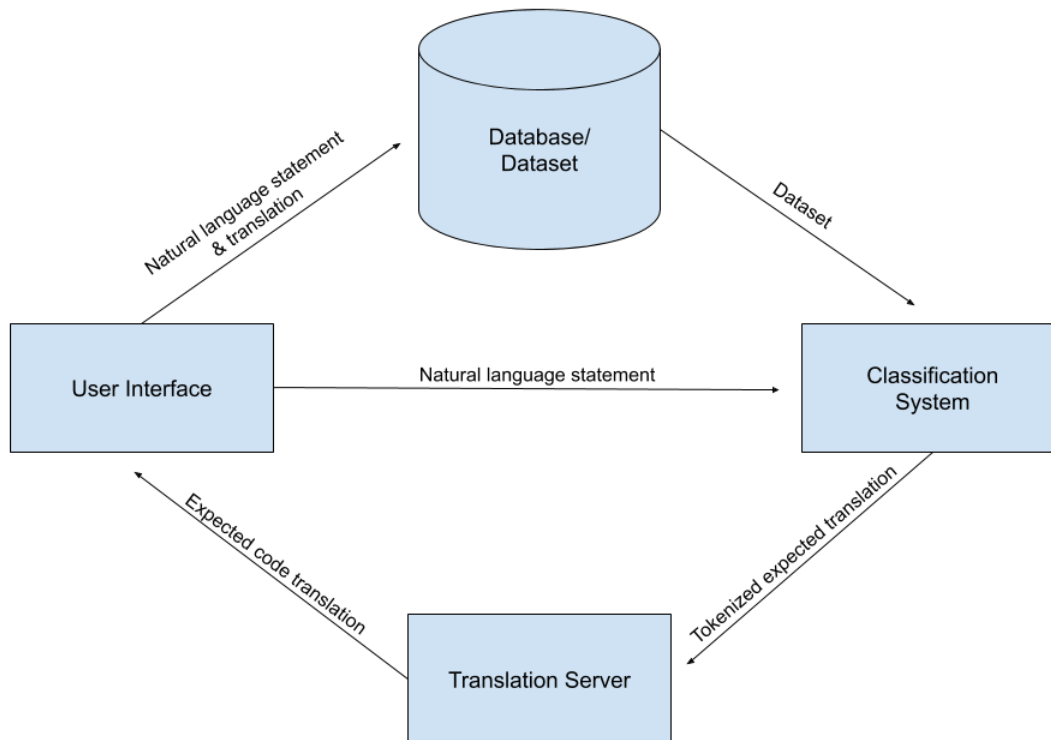 Database/
Dataset
Natural language statement
& translation
Dataset
User Interface
Natural language statement
Classification
System
Expected code translation
Tokenized expected translation
Translation Server